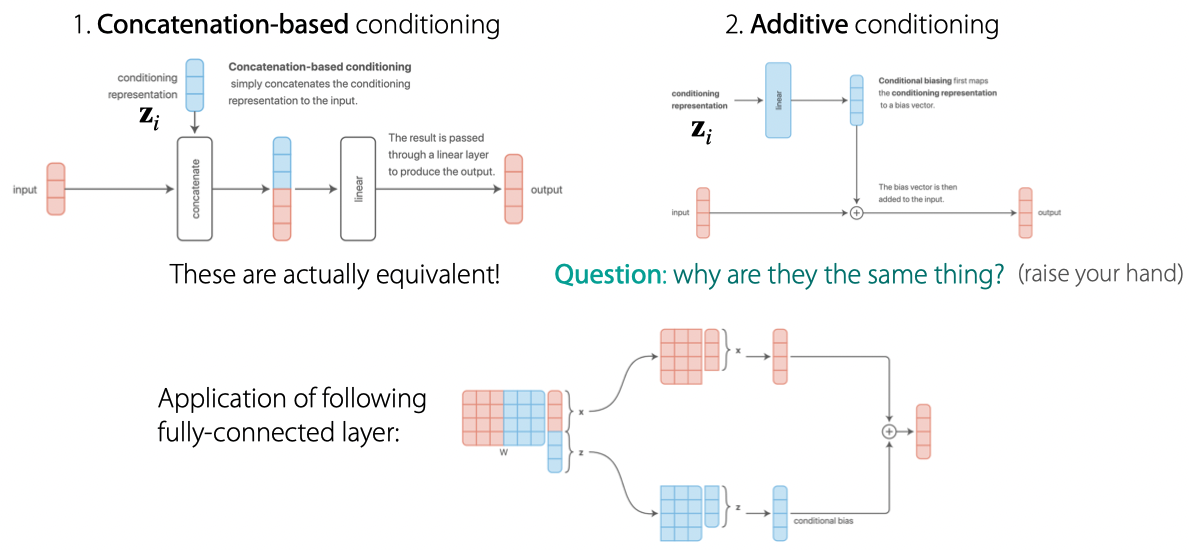 1. Concatenation-based conditioning
conditioning
representation
𝐳ᵢ
Concatenation-based conditioning
simply concatenates the conditioning
representation to the input.
input
concatenate
linear
The result is passed
through a linear layer
to produce the output.
output
2. Additive conditioning
conditioning
representation
𝐳ᵢ
linear
Conditional biasing first maps
the conditioning representation
to a bias vector.
The bias vector is then
added to the input.
input
+
output
These are actually equivalent!
Question: why are they the same thing? (raise your hand)
Application of following
fully-connected layer:
W
x
z
x
z
conditional bias
+